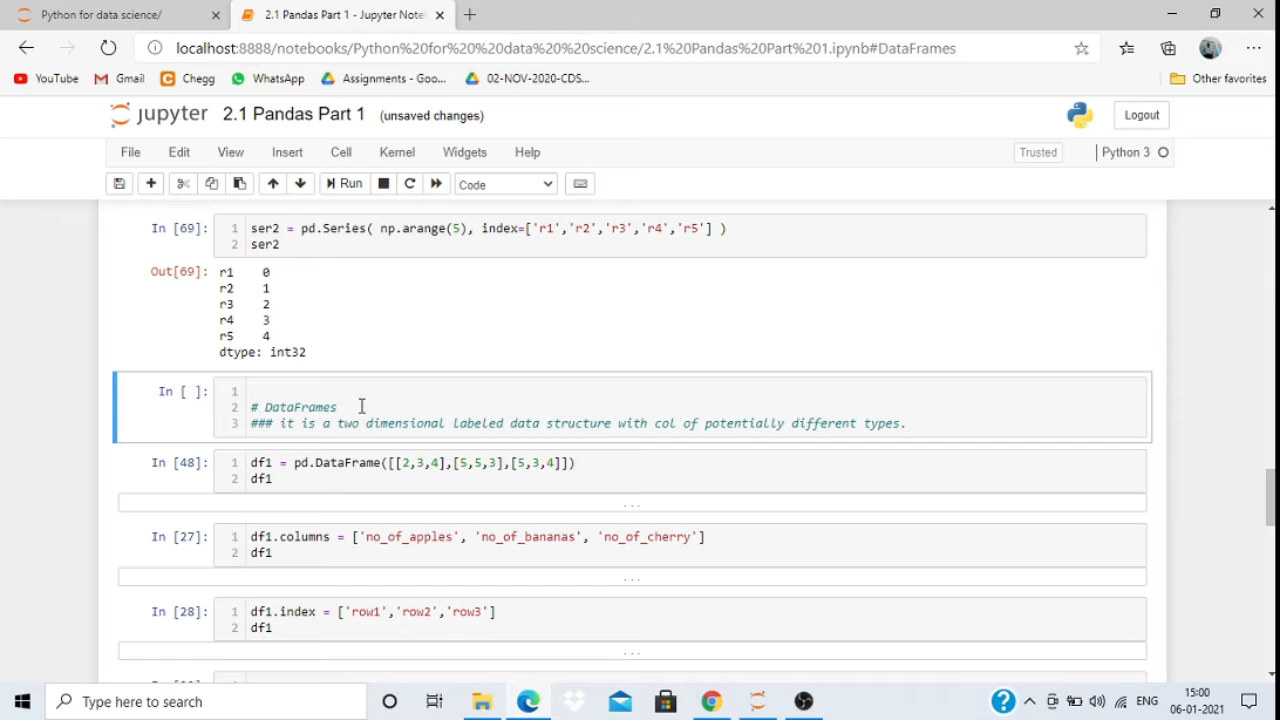 Python for data science/
2.1 Pandas Part 1 - Jupyter Note
localhost:8888/notebooks/Python%20for%20%20data%20%20science/2.1%20Pandas%20Part%201.ipynb#DataFrames
YouTube Gmail Chegg WhatsApp Assignments - Goo... 02-NOV-2020-CDS... Other favorites
jupyter 2.1 Pandas Part 1 (unsaved changes) Logout
File Edit View Insert Cell Kernel Widgets Help Trusted Python 3
Run Code
In [69]: 1 ser2 = pd.Series( np.arange(5), index=['r1','r2','r3','r4','r5'] )
2 ser2
Out[69]: r1 0
r2 1
r3 2
r4 3
r5 4
dtype: int32
In [ ]: 1
2 # DataFrames
3 ### it is a two dimensional labeled data structure with col of potentially different types.
In [48]: 1 df1 = pd.DataFrame([[2,3,4],[5,5,3],[5,3,4]])
2 df1
...
In [27]: 1 df1.columns = ['no_of_apples', 'no_of_bananas', 'no_of_cherry']
2 df1
...
In [28]: 1 df1.index = ['row1','row2','row3']
2 df1
...
Type here to search
ENG
15:00
06-01-2021